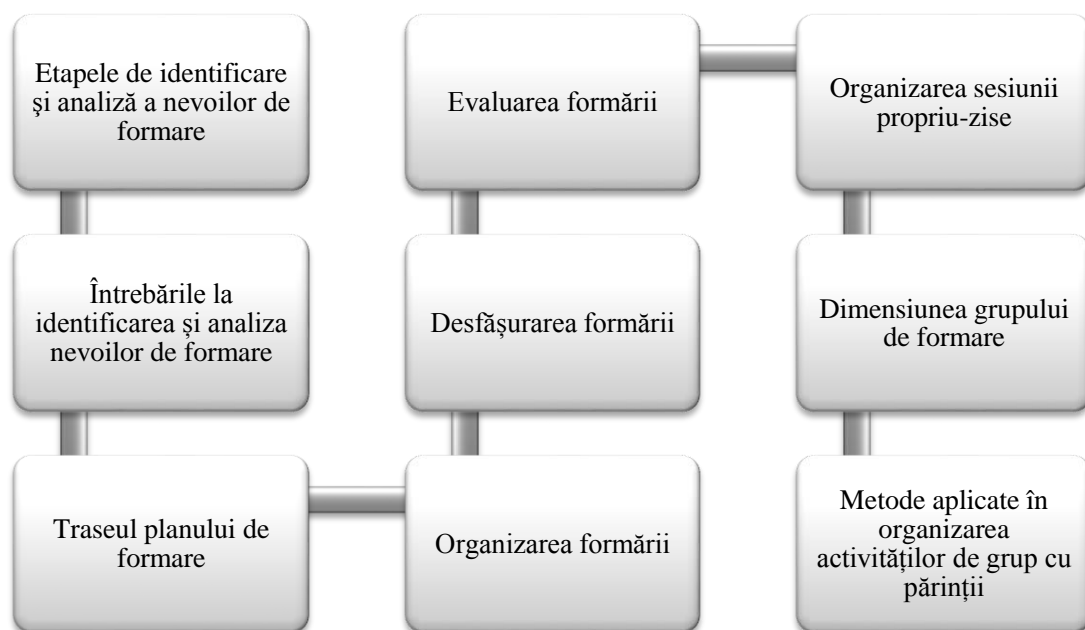 Etapele de identificare
şi analiză a nevoilor de
formare
Întrebările la
identificarea și analiza
nevoilor de formare
Traseul planului de
formare
Organizarea formării
Desfășurarea formării
Evaluarea formării
Organizarea sesiunii
propriu-zise
Dimensiunea grupului
de formare
Metode aplicate în
organizarea
activităților de grup cu
părinții